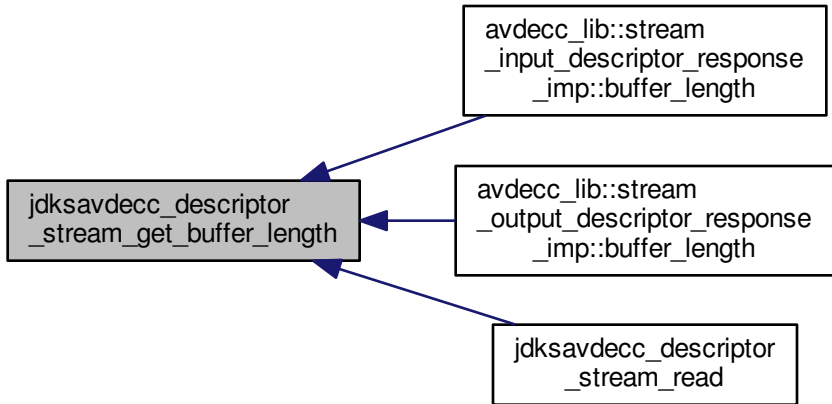 avdecc_lib::stream
_input_descriptor_response
_imp::buffer_length
jdksavdecc_descriptor
_stream_get_buffer_length
avdecc_lib::stream
_output_descriptor_response
_imp::buffer_length
jdksavdecc_descriptor
_stream_read